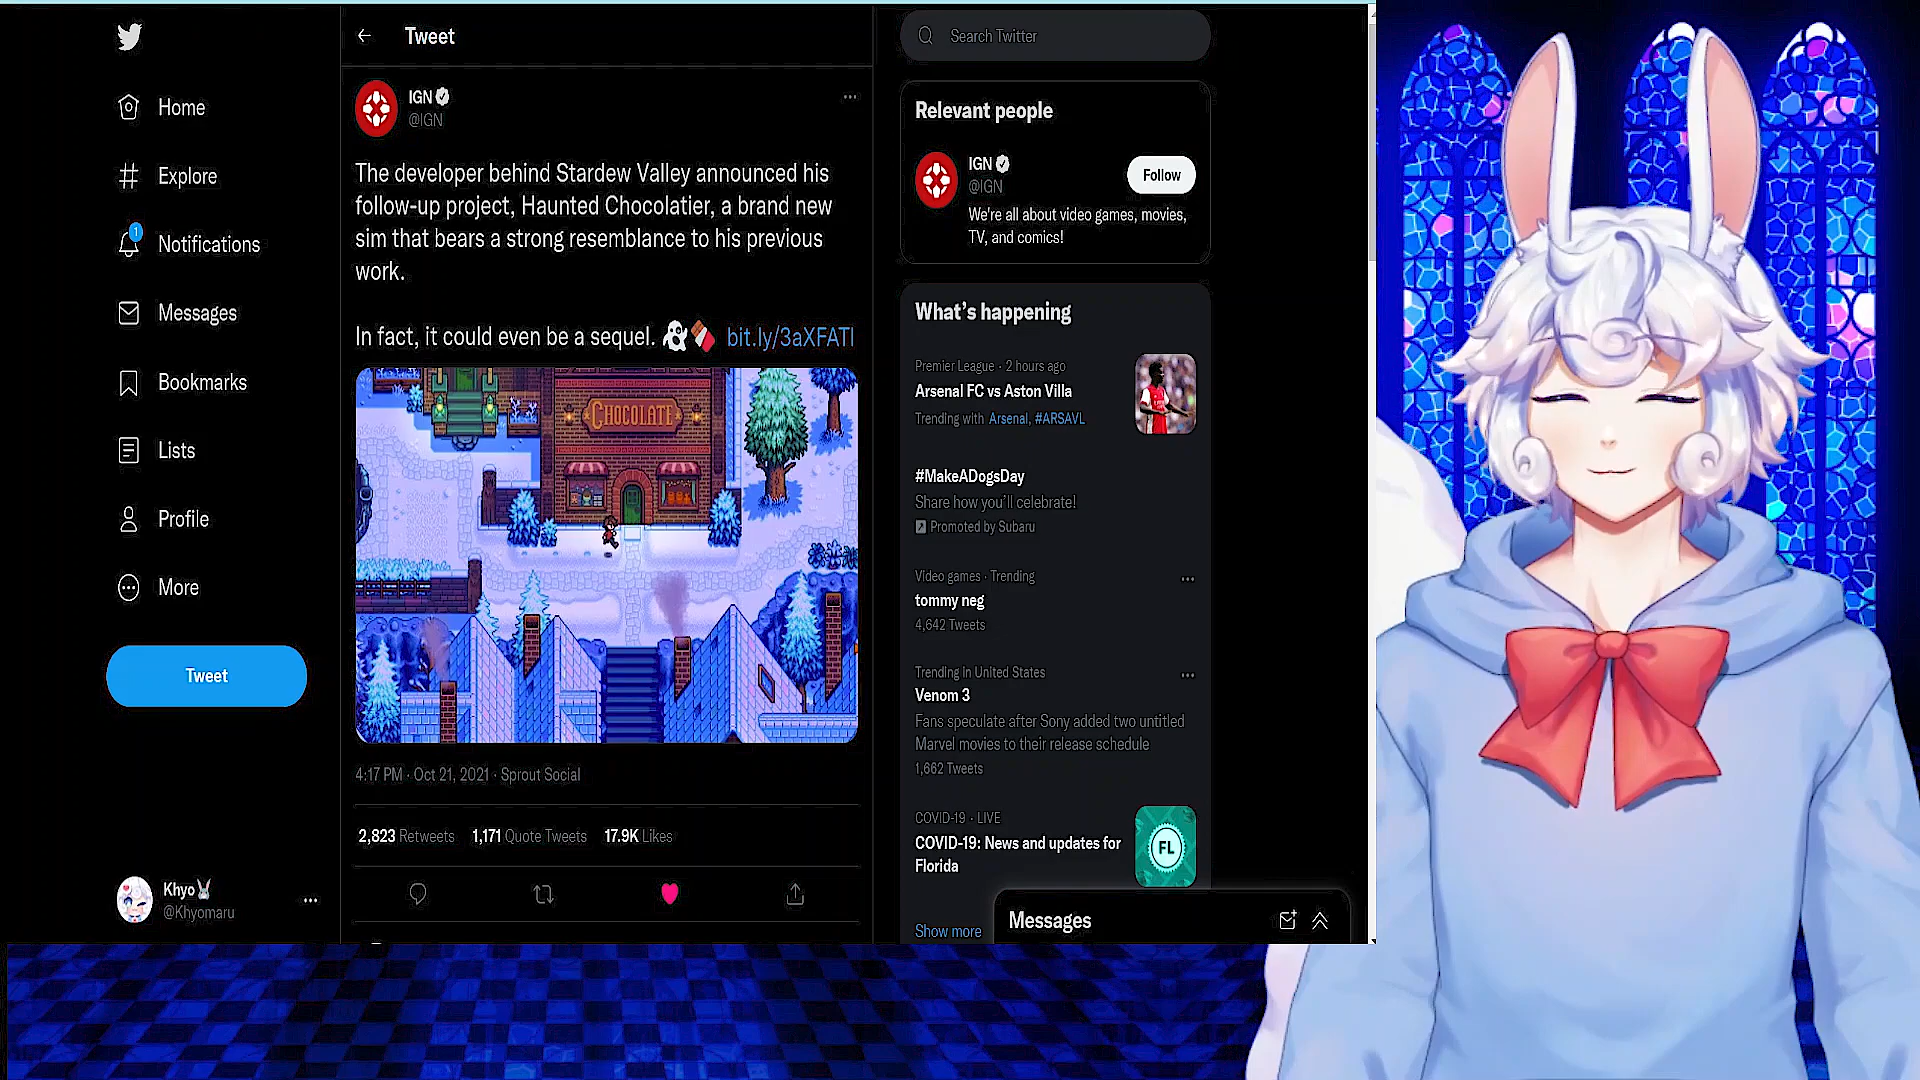 Home
Explore
1
Notifications
Messages
Bookmarks
Lists
Profile
More
Tweet
Khyo🐰
@Khyomaru
Tweet
IGN
@IGN
The developer behind Stardew Valley announced his
follow-up project, Haunted Chocolatier, a brand new
sim that bears a strong resemblance to his previous
work.
In fact, it could even be a sequel. 👻🍫 bit.ly/3aXFATl
CHOCOLATE
4:17 PM · Oct 21, 2021 · Sprout Social
2,823 Retweets 1,171 Quote Tweets 17.9K Likes
Search Twitter
Relevant people
IGN
@IGN
Follow
We're all about video games, movies,
TV, and comics!
What's happening
Premier League · 2 hours ago
Arsenal FC vs Aston Villa
Trending with Arsenal, #ARSAVL
#MakeADogsDay
Share how you'll celebrate!
Promoted by Subaru
Video games · Trending
tommy neg
4,642 Tweets
Trending in United States
Venom 3
Fans speculate after Sony added two untitled
Marvel movies to their release schedule
1,662 Tweets
COVID-19 · LIVE
COVID-19: News and updates for
Florida
FL
Show more
Messages